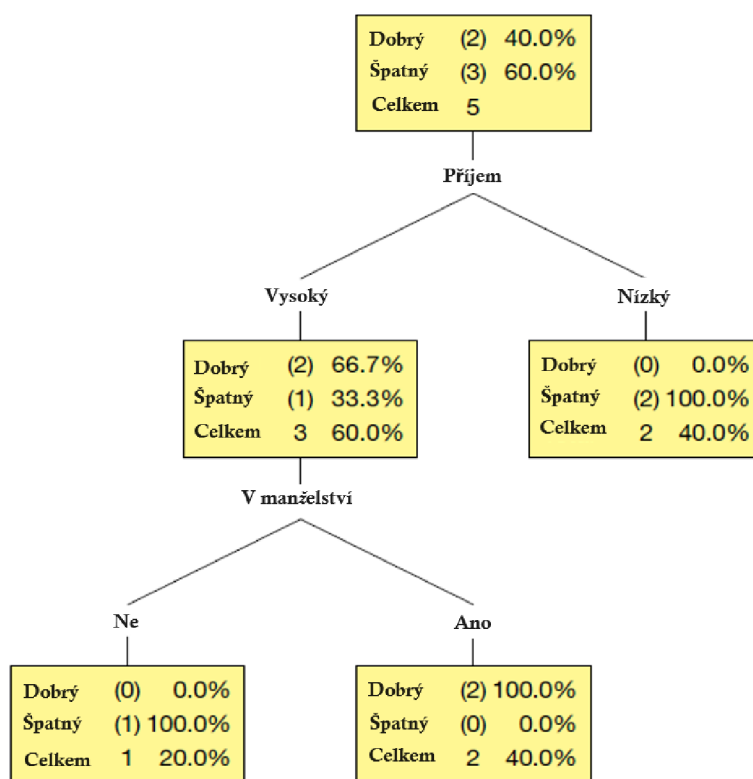 Dobrý (2) 40.0%
Špatný (3) 60.0%
Celkem 5
Příjem
Vysoký
Nízký
Dobrý (2) 66.7%
Špatný (1) 33.3%
Celkem 3 60.0%
Dobrý (0) 0.0%
Špatný (2) 100.0%
Celkem 2 40.0%
V manželství
Ne
Ano
Dobrý (0) 0.0%
Špatný (1) 100.0%
Celkem 1 20.0%
Dobrý (2) 100.0%
Špatný (0) 0.0%
Celkem 2 40.0%